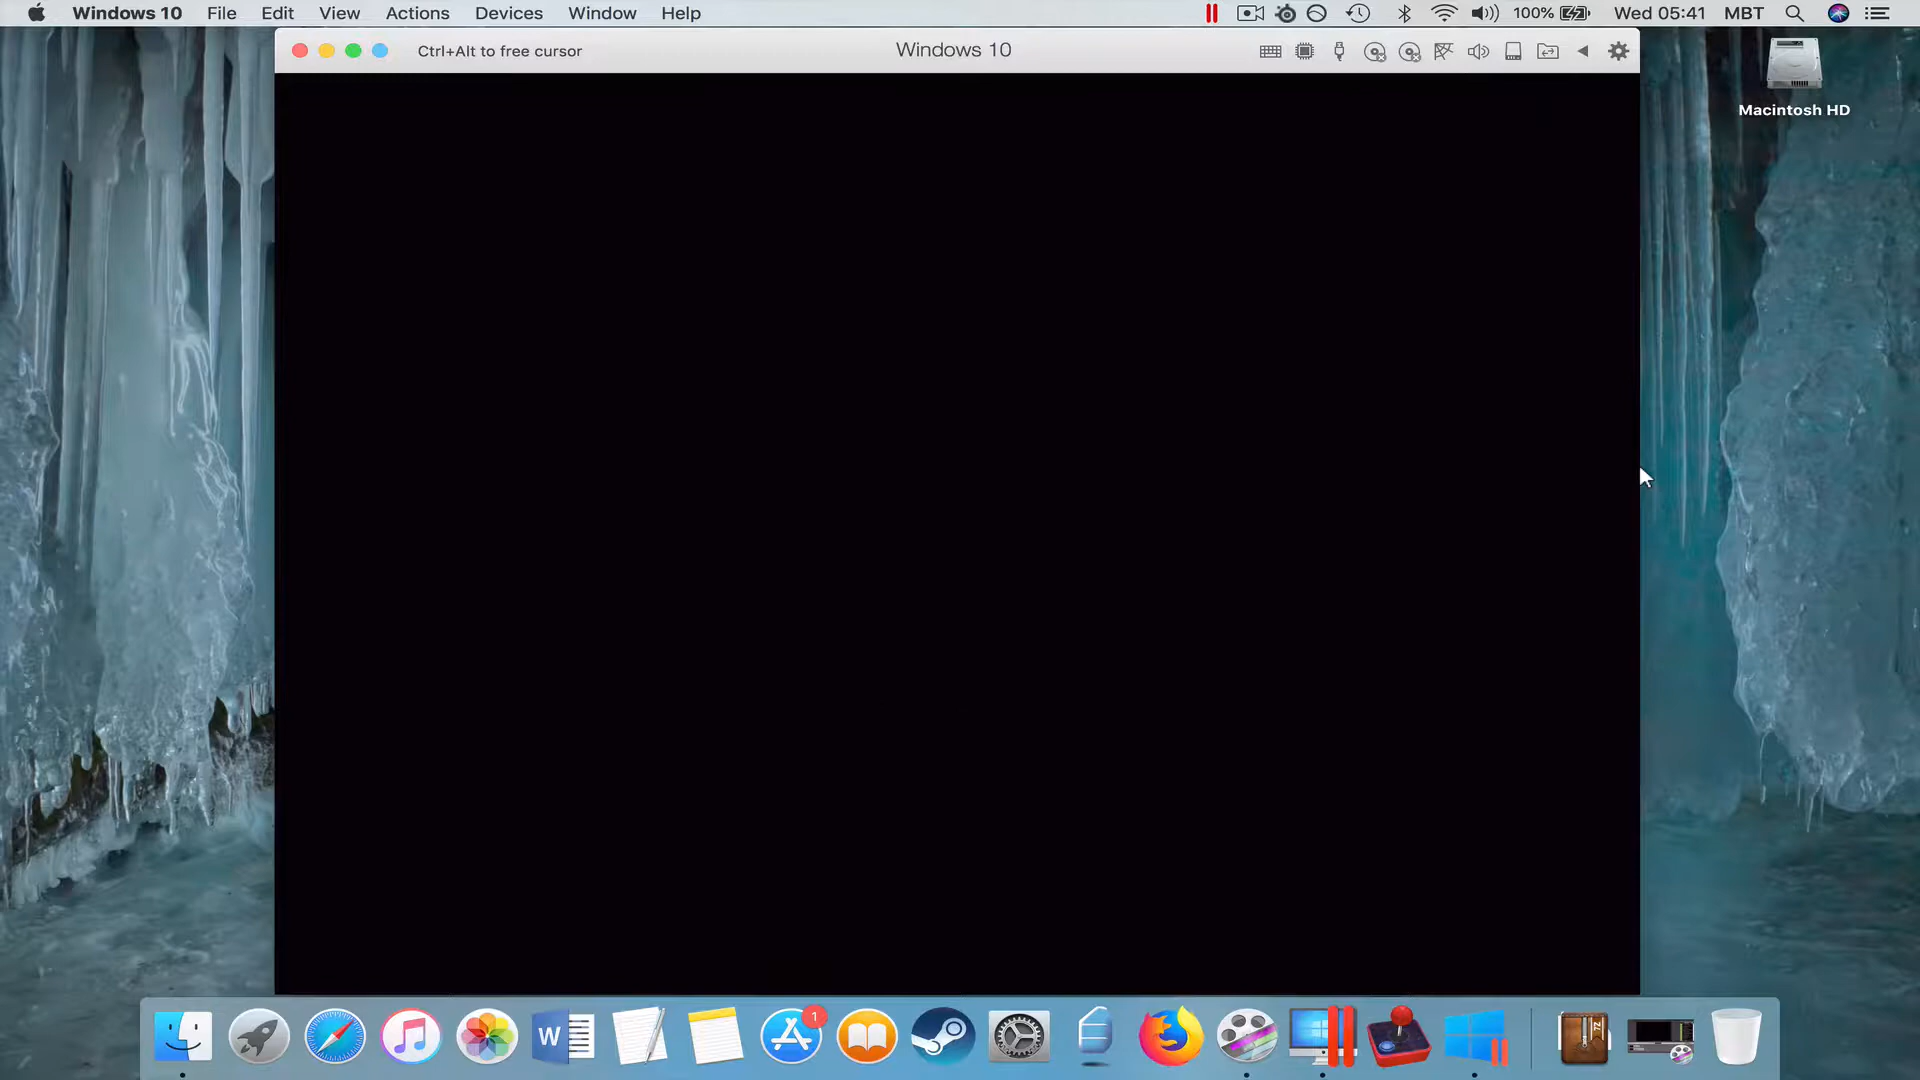 Windows 10 File Edit View Actions Devices Window Help 100% Wed 05:41 MBT
Ctrl+Alt to free cursor Windows 10
Macintosh HD
1
W